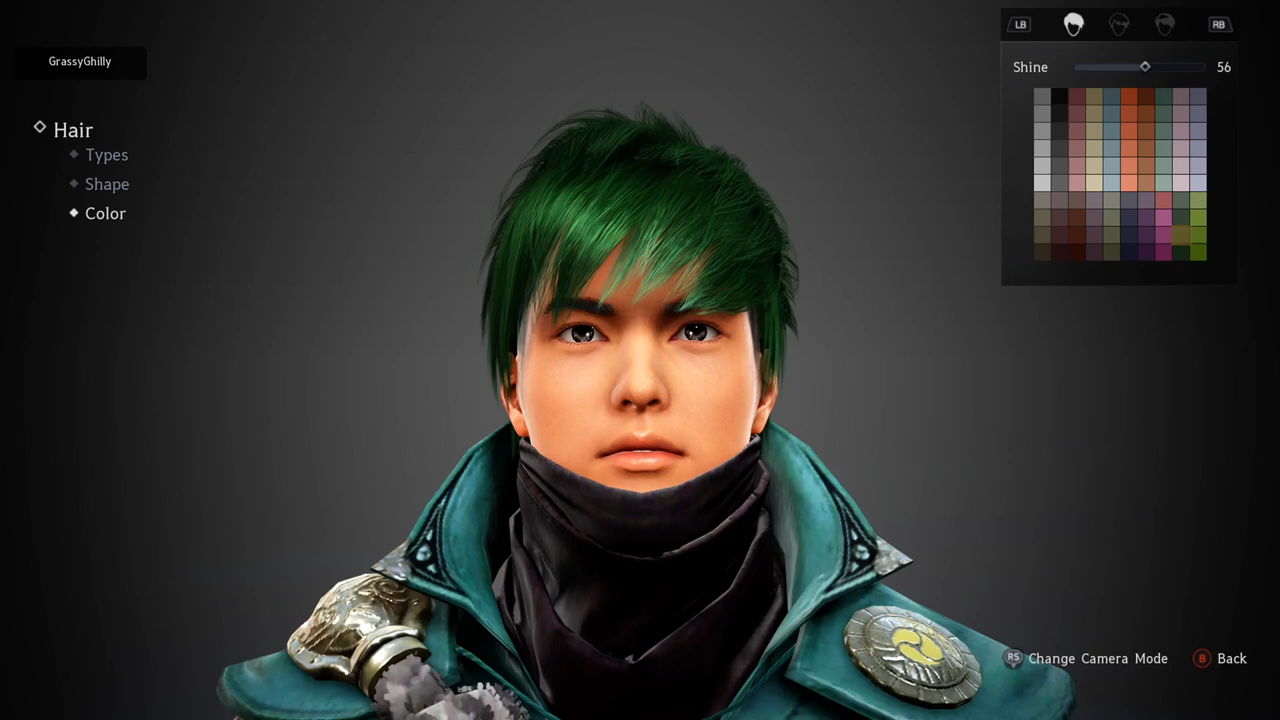 LB
RB
GrassyGhilly
Shine 56
Hair
Types
Shape
Color
RS Change Camera Mode
B Back